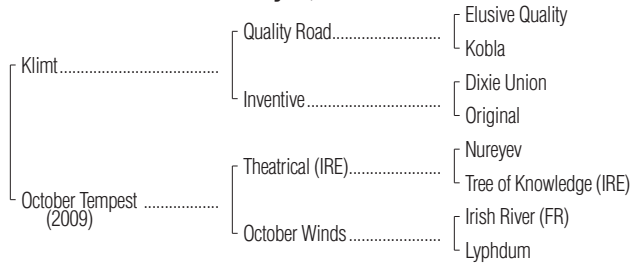 Elusive Quality
Quality Road
Kobla
Klimt
Dixie Union
Inventive
Original
Nureyev
Theatrical (IRE)
Tree of Knowledge (IRE)
October Tempest
(2009)
Irish River (FR)
October Winds
Lyphdum